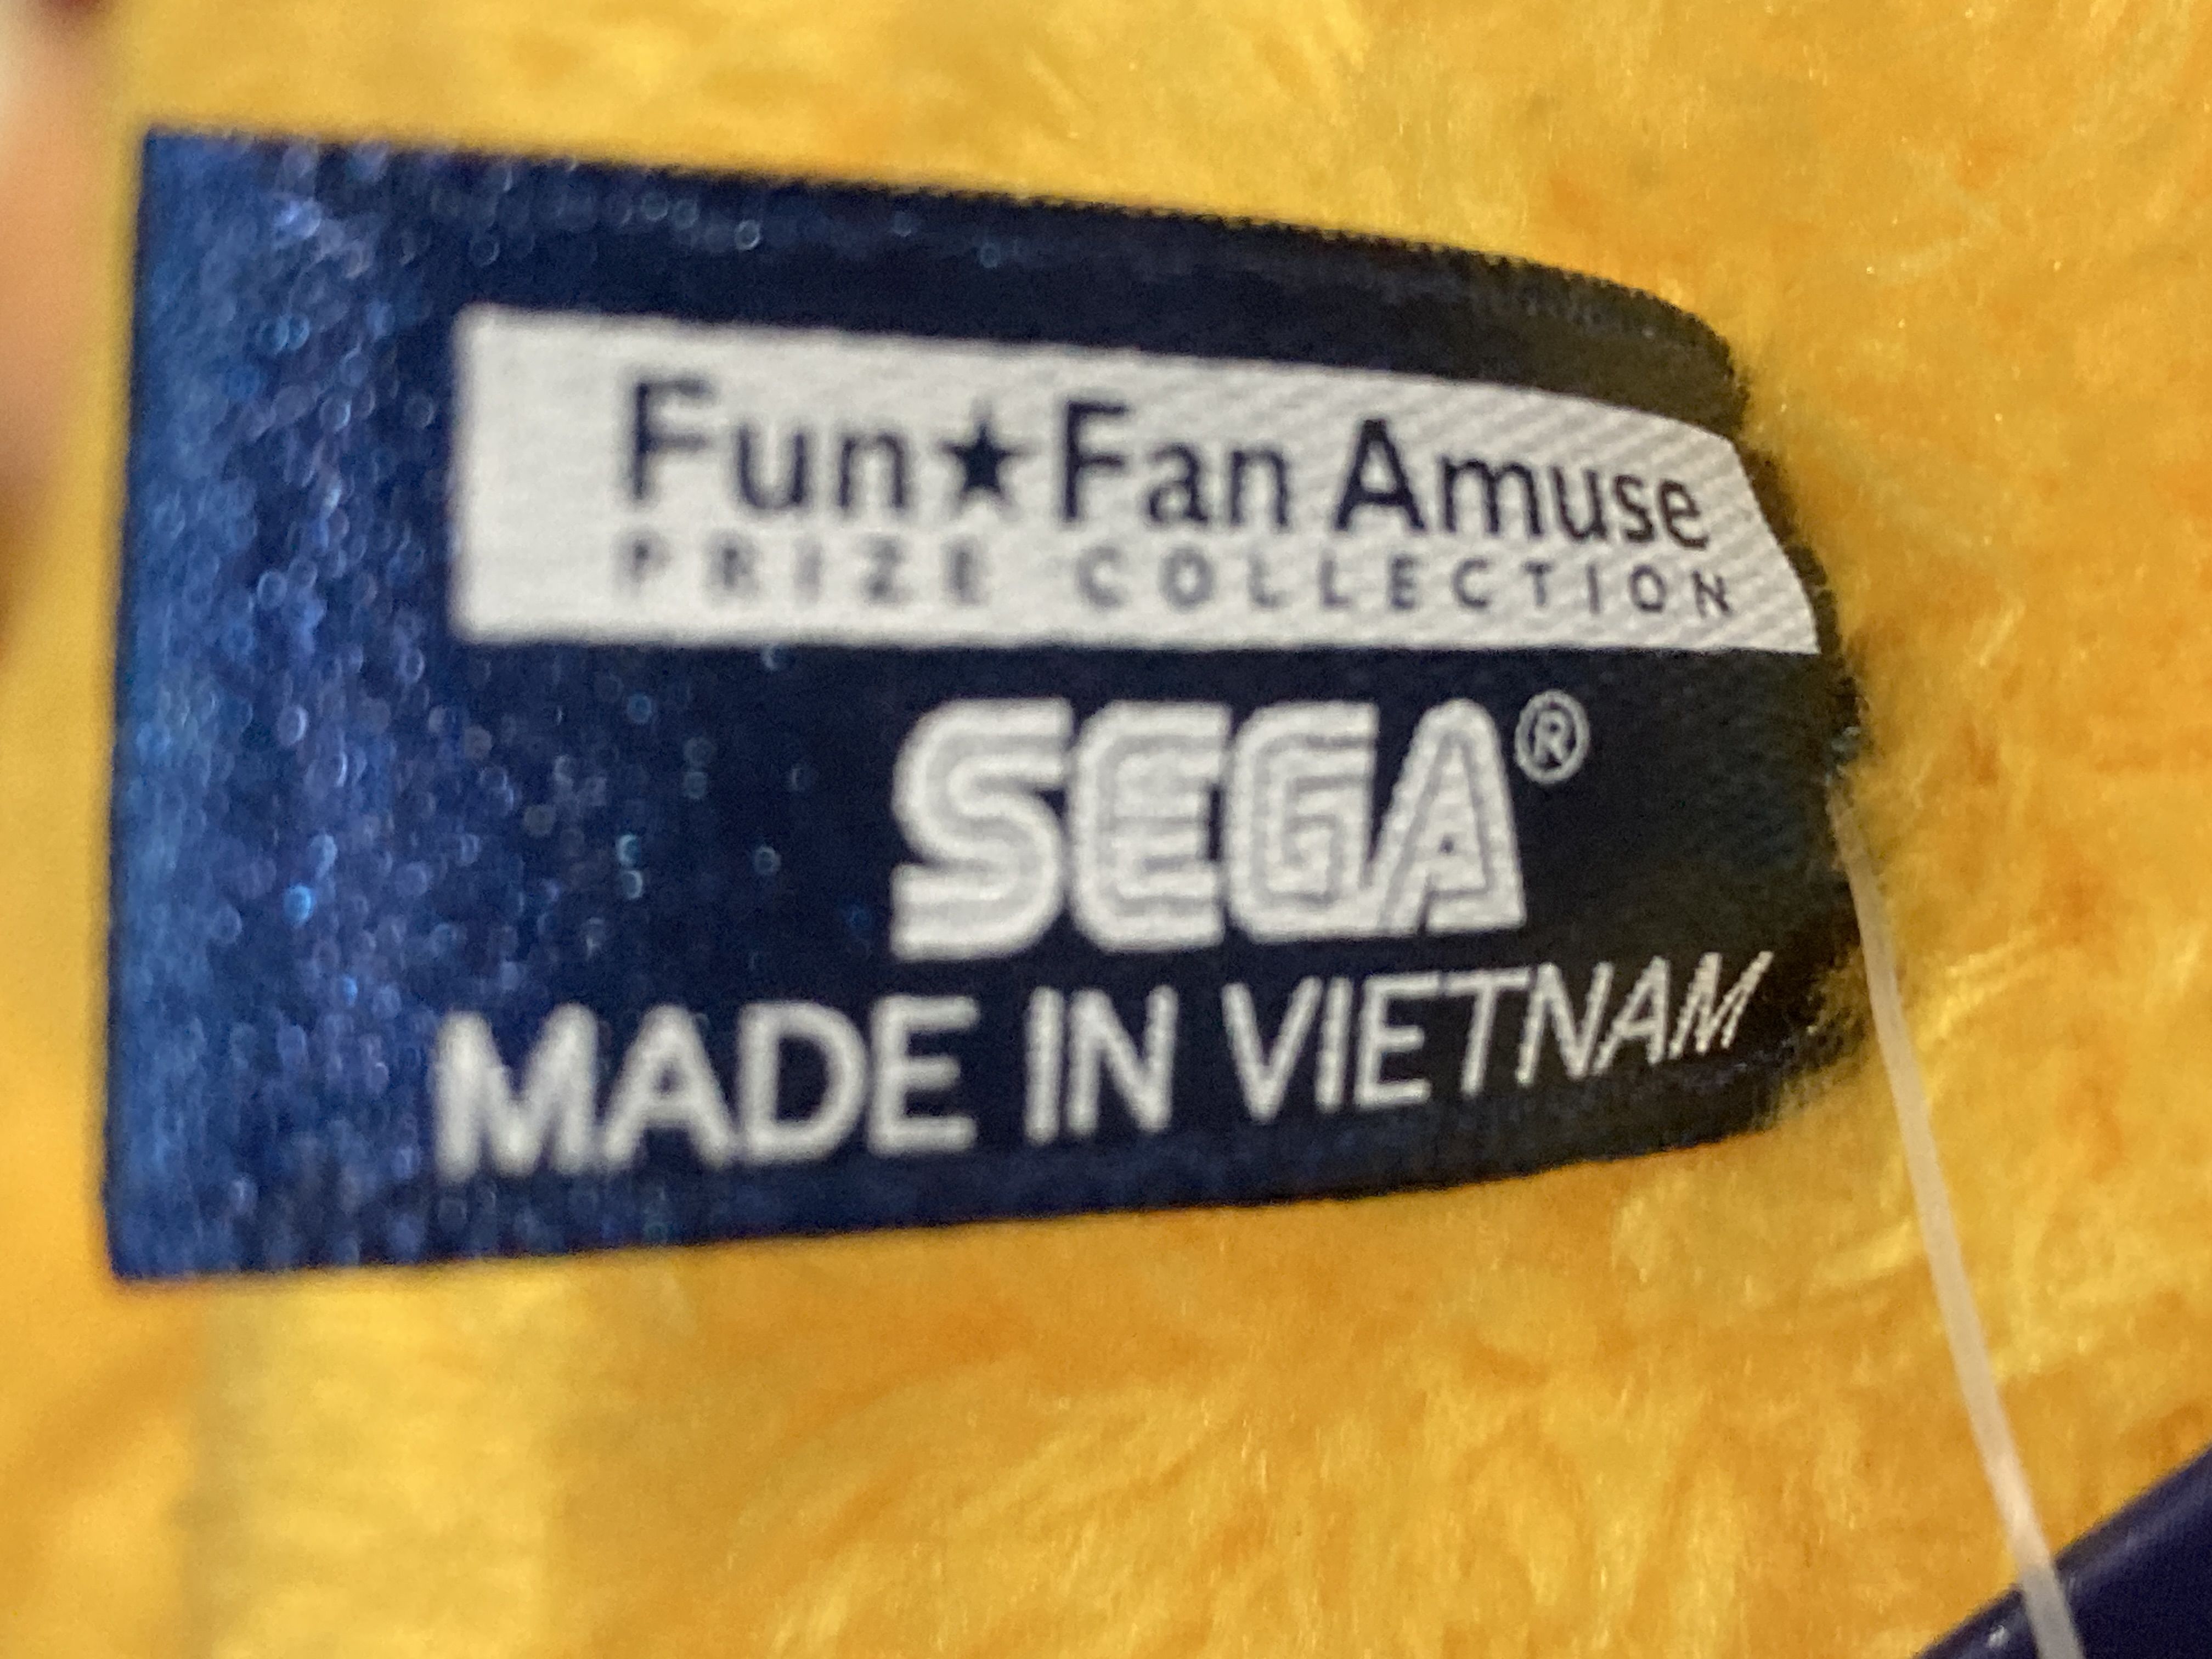 Fun★Fan Amuse
PRIZE COLLECTION
SEGA®
MADE IN VIETNAM